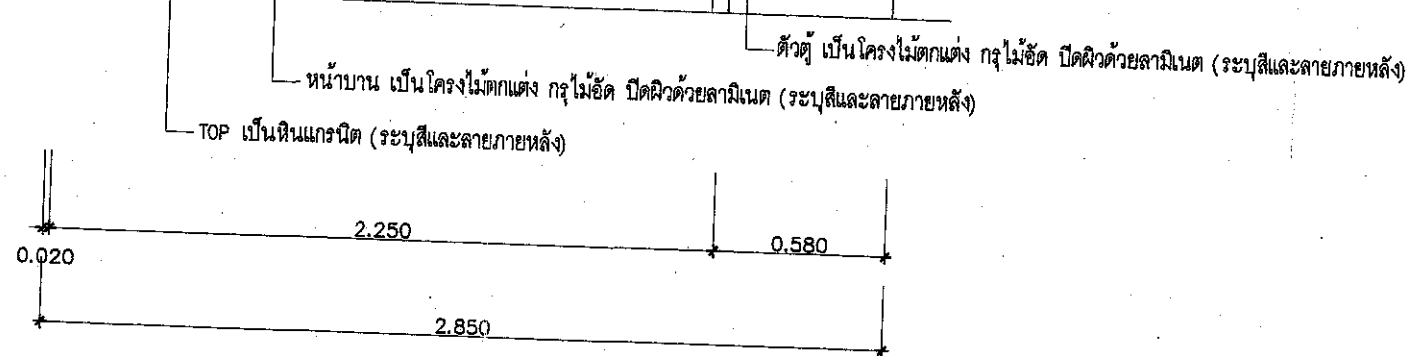 ตัวตู้ เป็นโครงไม้ตกแต่ง กรุไม้อัด ปิดผิวด้วยลามิเนต (ระบุสีและลายภายหลัง)
หน้าบาน เป็นโครงไม้ตกแต่ง กรุไม้อัด ปิดผิวด้วยลามิเนต (ระบุสีและลายภายหลัง)
TOP เป็นหินแกรนิต (ระบุสีและลายภายหลัง)
2.250
0.580
0.020
2.850